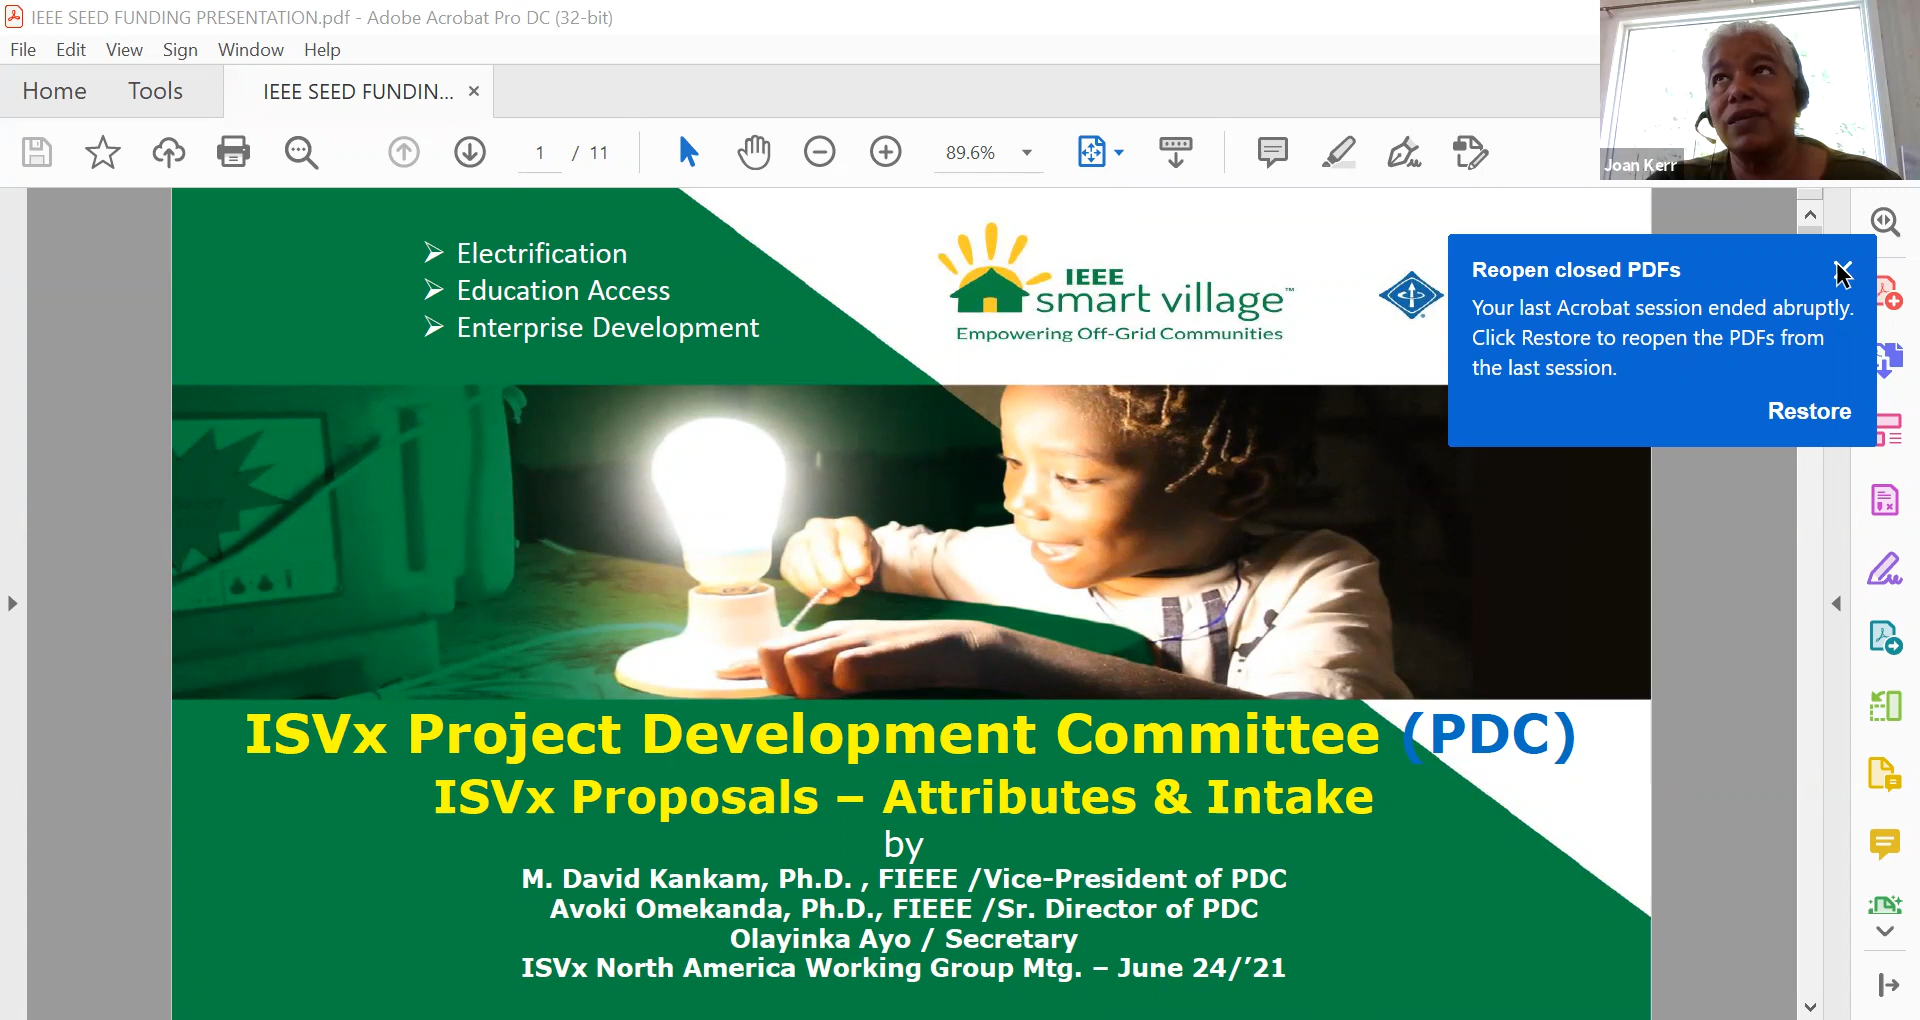 IEEE SEED FUNDING PRESENTATION.pdf - Adobe Acrobat Pro DC (32-bit)
File Edit View Sign Window Help
Home Tools IEEE SEED FUNDIN... ×
1 / 11 89.6%
Joan Kerr
➢ Electrification
➢ Education Access
➢ Enterprise Development
IEEE
smart village™
Empowering Off-Grid Communities
Reopen closed PDFs
Your last Acrobat session ended abruptly.
Click Restore to reopen the PDFs from
the last session.
Restore
ISVx Project Development Committee (PDC)
ISVx Proposals – Attributes & Intake
by
M. David Kankam, Ph.D. , FIEEE /Vice-President of PDC
Avoki Omekanda, Ph.D., FIEEE /Sr. Director of PDC
Olayinka Ayo / Secretary
ISVx North America Working Group Mtg. – June 24/’21